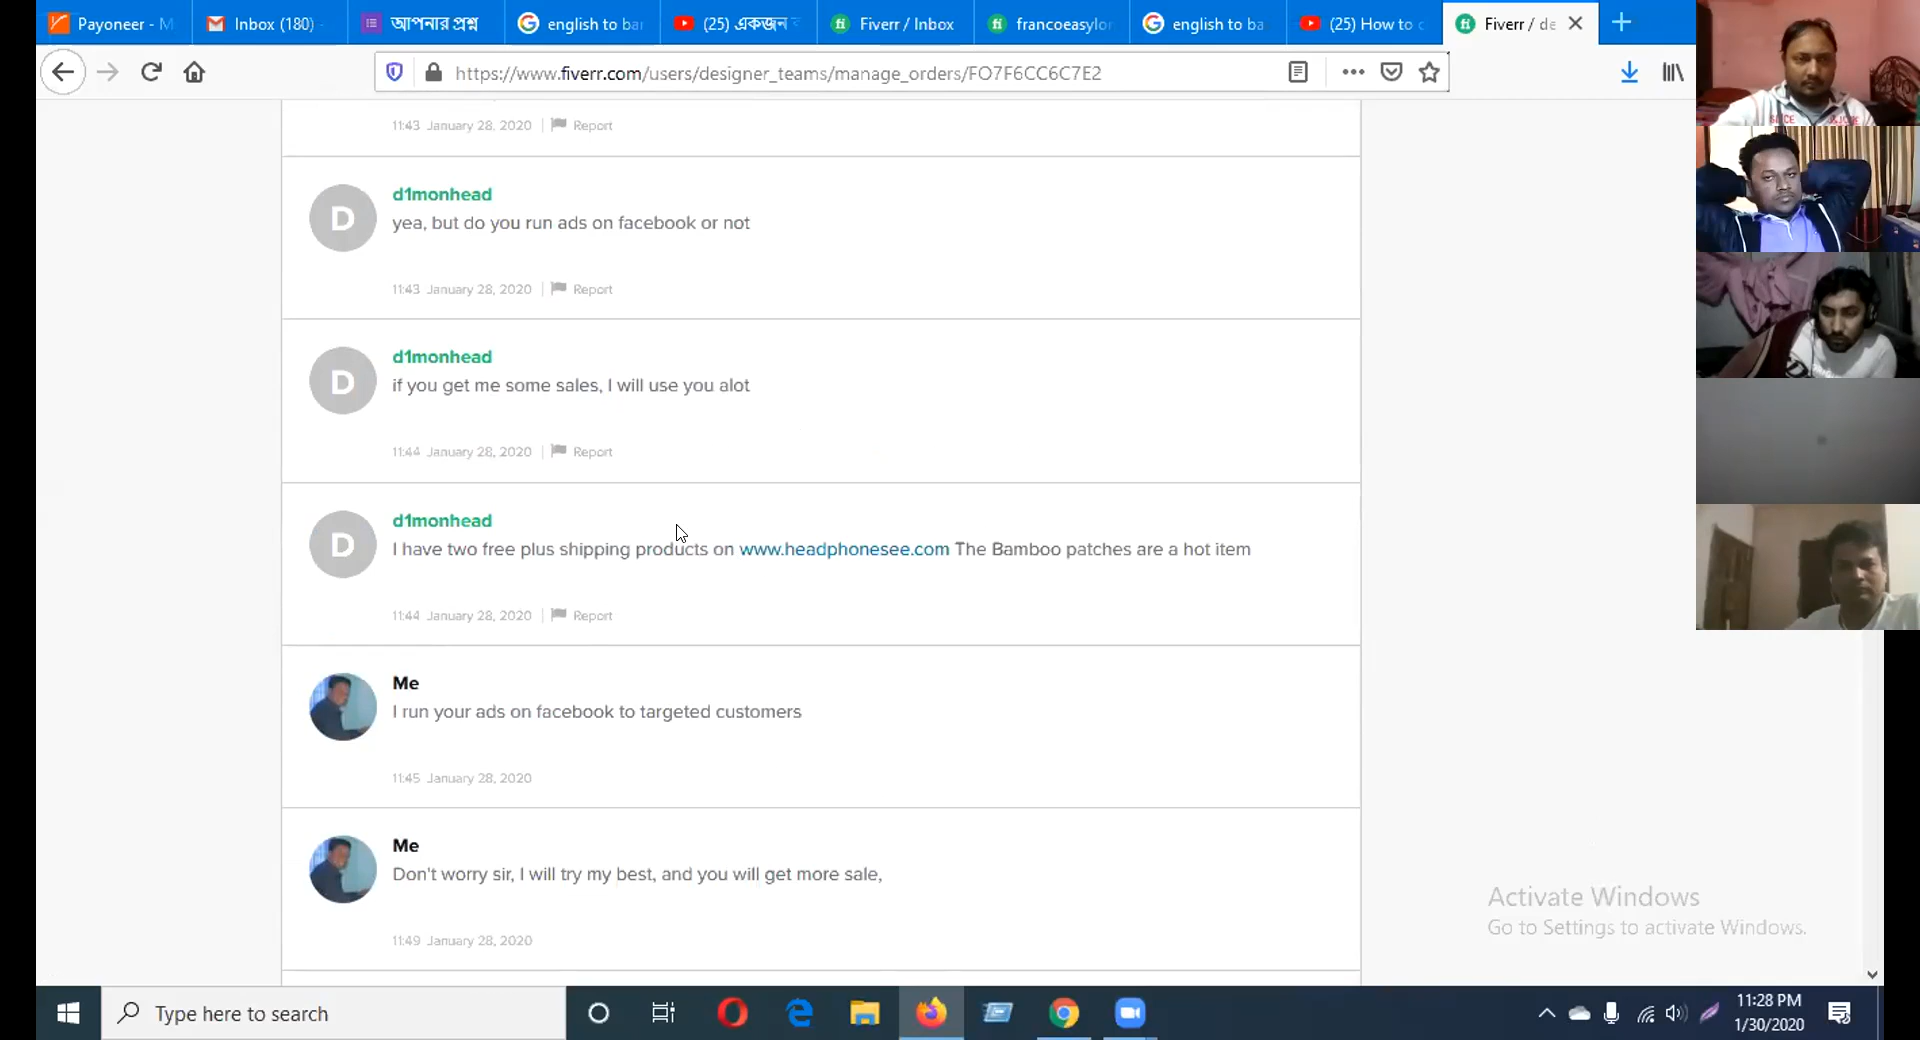 Payoneer - M
Inbox (180) -
আপনার প্রশ্ন
english to ban
(25) একজন ব
Fiverr / Inbox
francoeasylor
english to ba
(25) How to c
Fiverr / de
https://www.fiverr.com/users/designer_teams/manage_orders/FO7F6CC6C7E2
11:43 January 28, 2020 | Report
D
d1monhead
yea, but do you run ads on facebook or not
11:43 January 28, 2020 | Report
D
d1monhead
if you get me some sales, I will use you alot
11:44 January 28, 2020 | Report
D
d1monhead
I have two free plus shipping products on www.headphonesee.com The Bamboo patches are a hot item
11:44 January 28, 2020 | Report
Me
I run your ads on facebook to targeted customers
11:45 January 28, 2020
Me
Don't worry sir, I will try my best, and you will get more sale,
11:49 January 28, 2020
Activate Windows
Go to Settings to activate Windows.
Type here to search
11:28 PM
1/30/2020